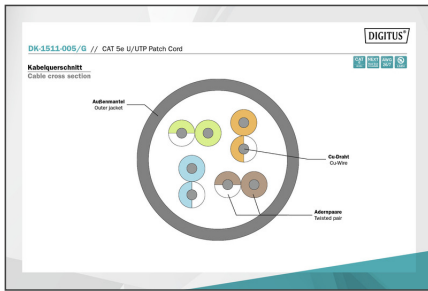 DIGITUS®
DK-1511-005/G // CAT 5e U/UTP Patch Cord
Kabelquerschnitt
Cable cross section
Außenmantel
Outer jacket
Cu-Draht
Cu-Wire
Adernpaare
Twisted pair